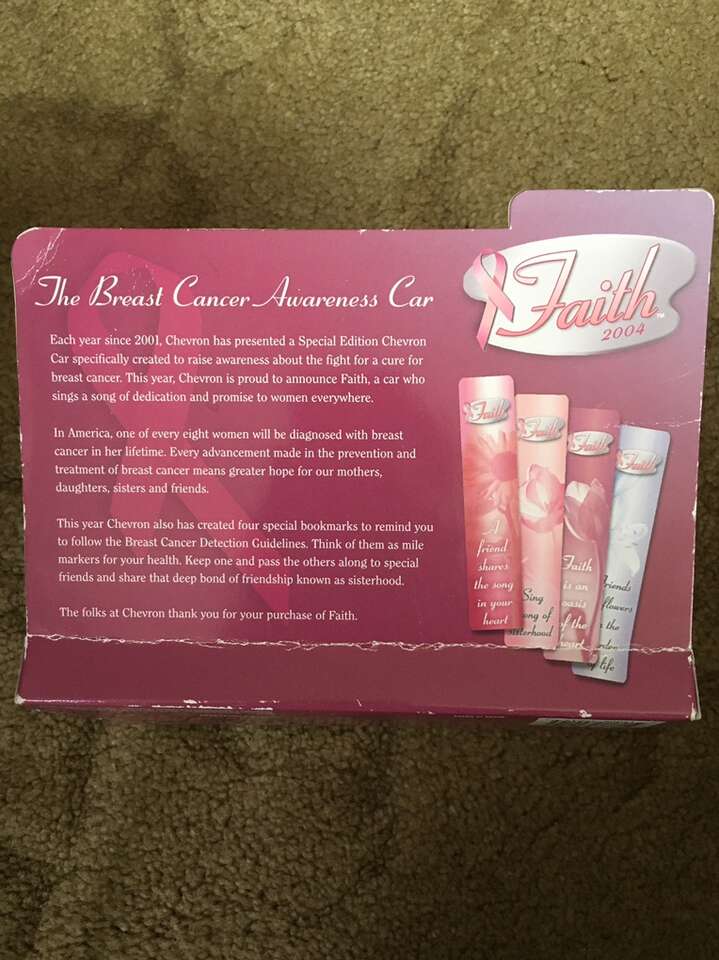 The Breast Cancer Awareness Car
Faith™
2004
Each year since 2001, Chevron has presented a Special Edition Chevron
Car specifically created to raise awareness about the fight for a cure for
breast cancer. This year, Chevron is proud to announce Faith, a car who
sings a song of dedication and promise to women everywhere.
In America, one of every eight women will be diagnosed with breast
cancer in her lifetime. Every advancement made in the prevention and
treatment of breast cancer means greater hope for our mothers,
daughters, sisters and friends.
This year Chevron also has created four special bookmarks to remind you
to follow the Breast Cancer Detection Guidelines. Think of them as mile
markers for your health. Keep one and pass the others along to special
friends and share that deep bond of friendship known as sisterhood.
The folks at Chevron thank you for your purchase of Faith.
Faith
A
friend
shares
the song
in your
heart
Faith
Sing
song of
sisterhood
Faith
Faith
is an
oasis
of the
heart
Faith
Friends
flowers
the
of life